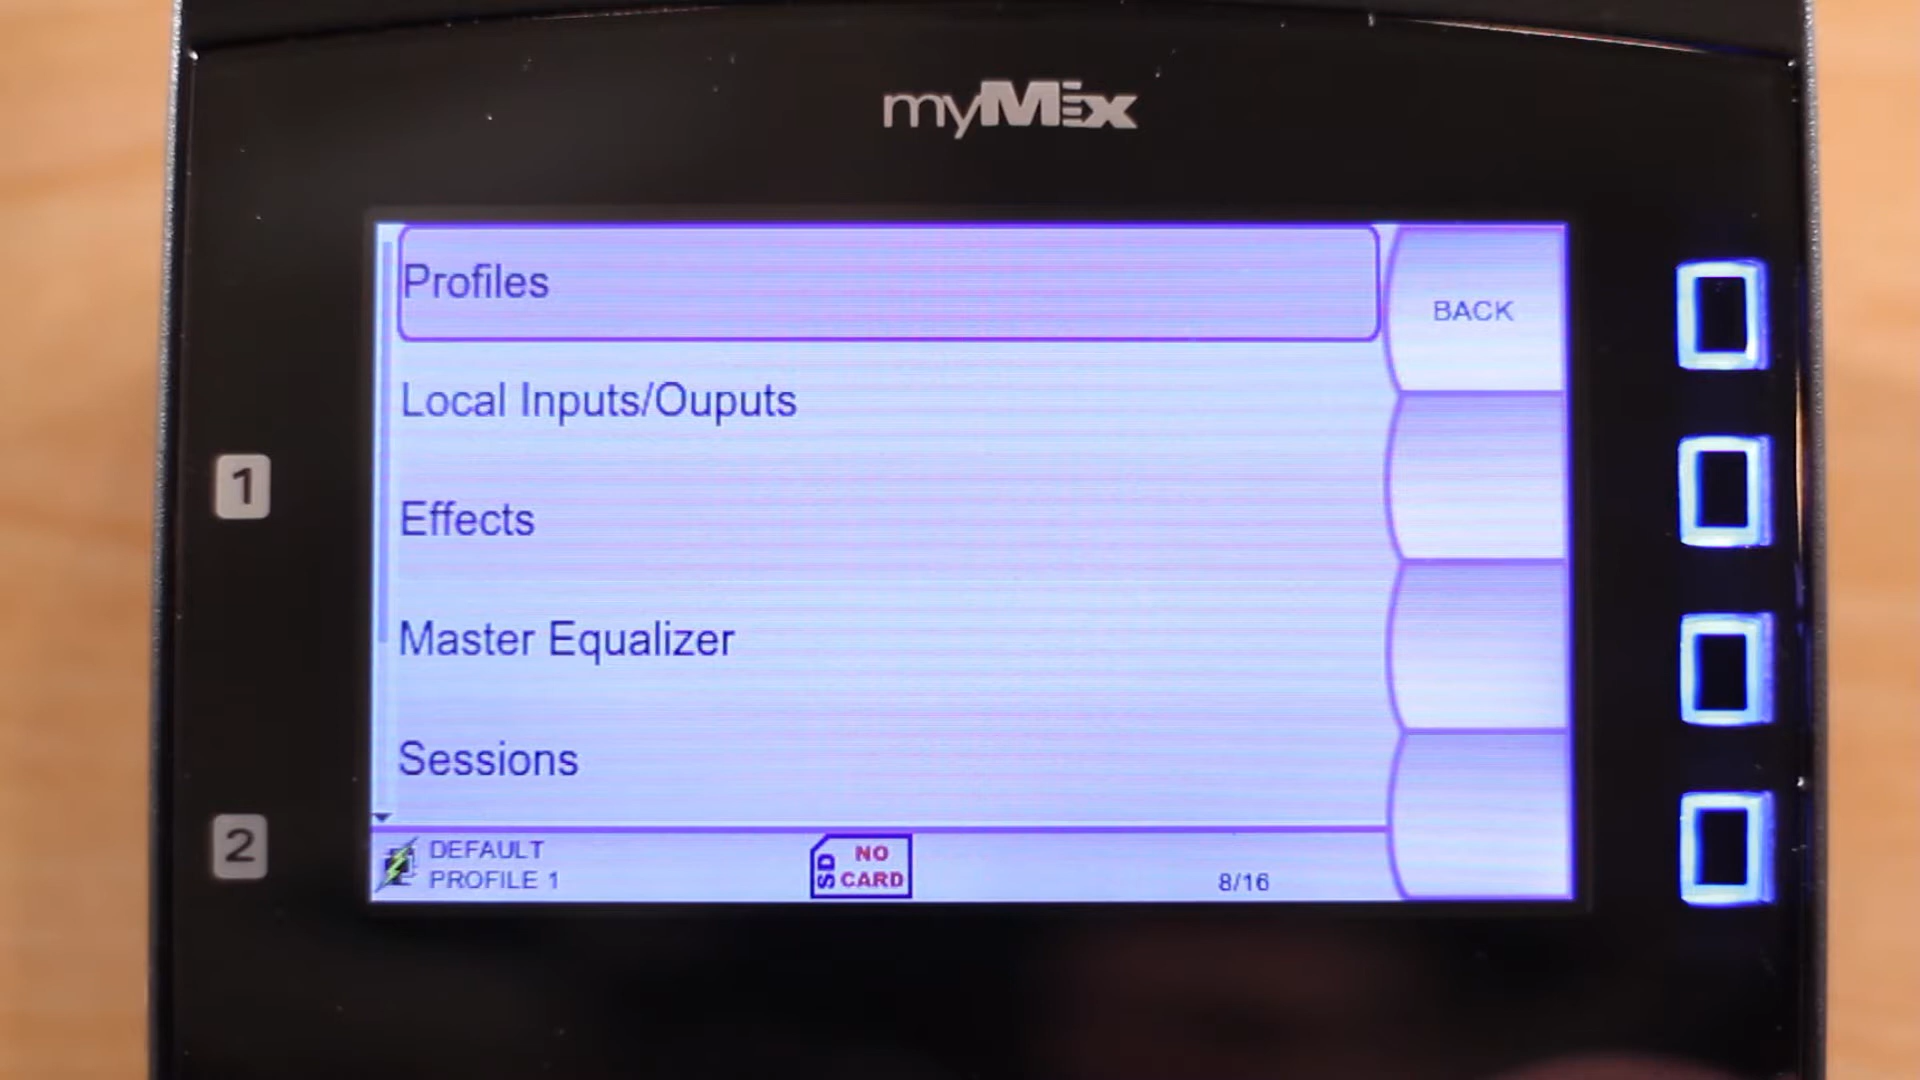 myMix
Profiles
BACK
Local Inputs/Ouputs
1
Effects
Master Equalizer
Sessions
2
DEFAULT
PROFILE 1
SD
NO
CARD
8/16